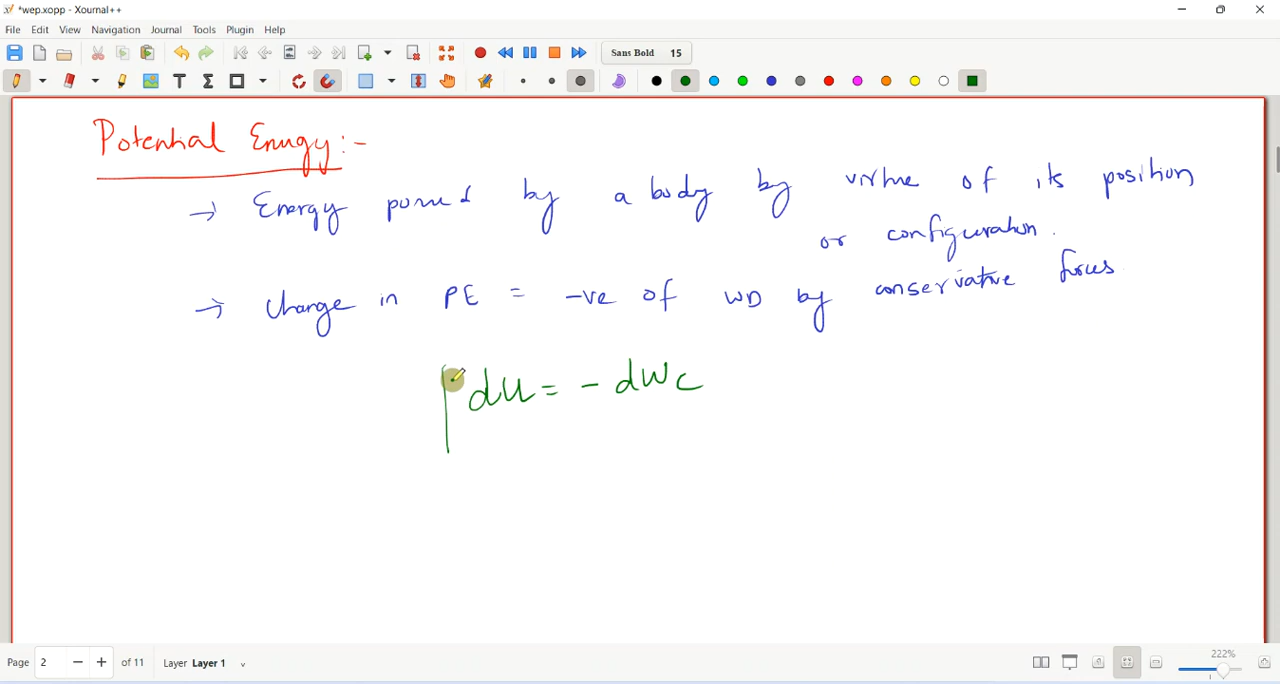 *wep.xopp - Xournal++
File Edit View Navigation Journal Tools Plugin Help
Sans Bold 15
Potential Energy :-
→ Energy possessed by a body by virtue of its position
or configuration.
→ Change in PE = -ve of WD by conservative forces
dU = - dWc
Page 2 of 11 Layer Layer 1 222%